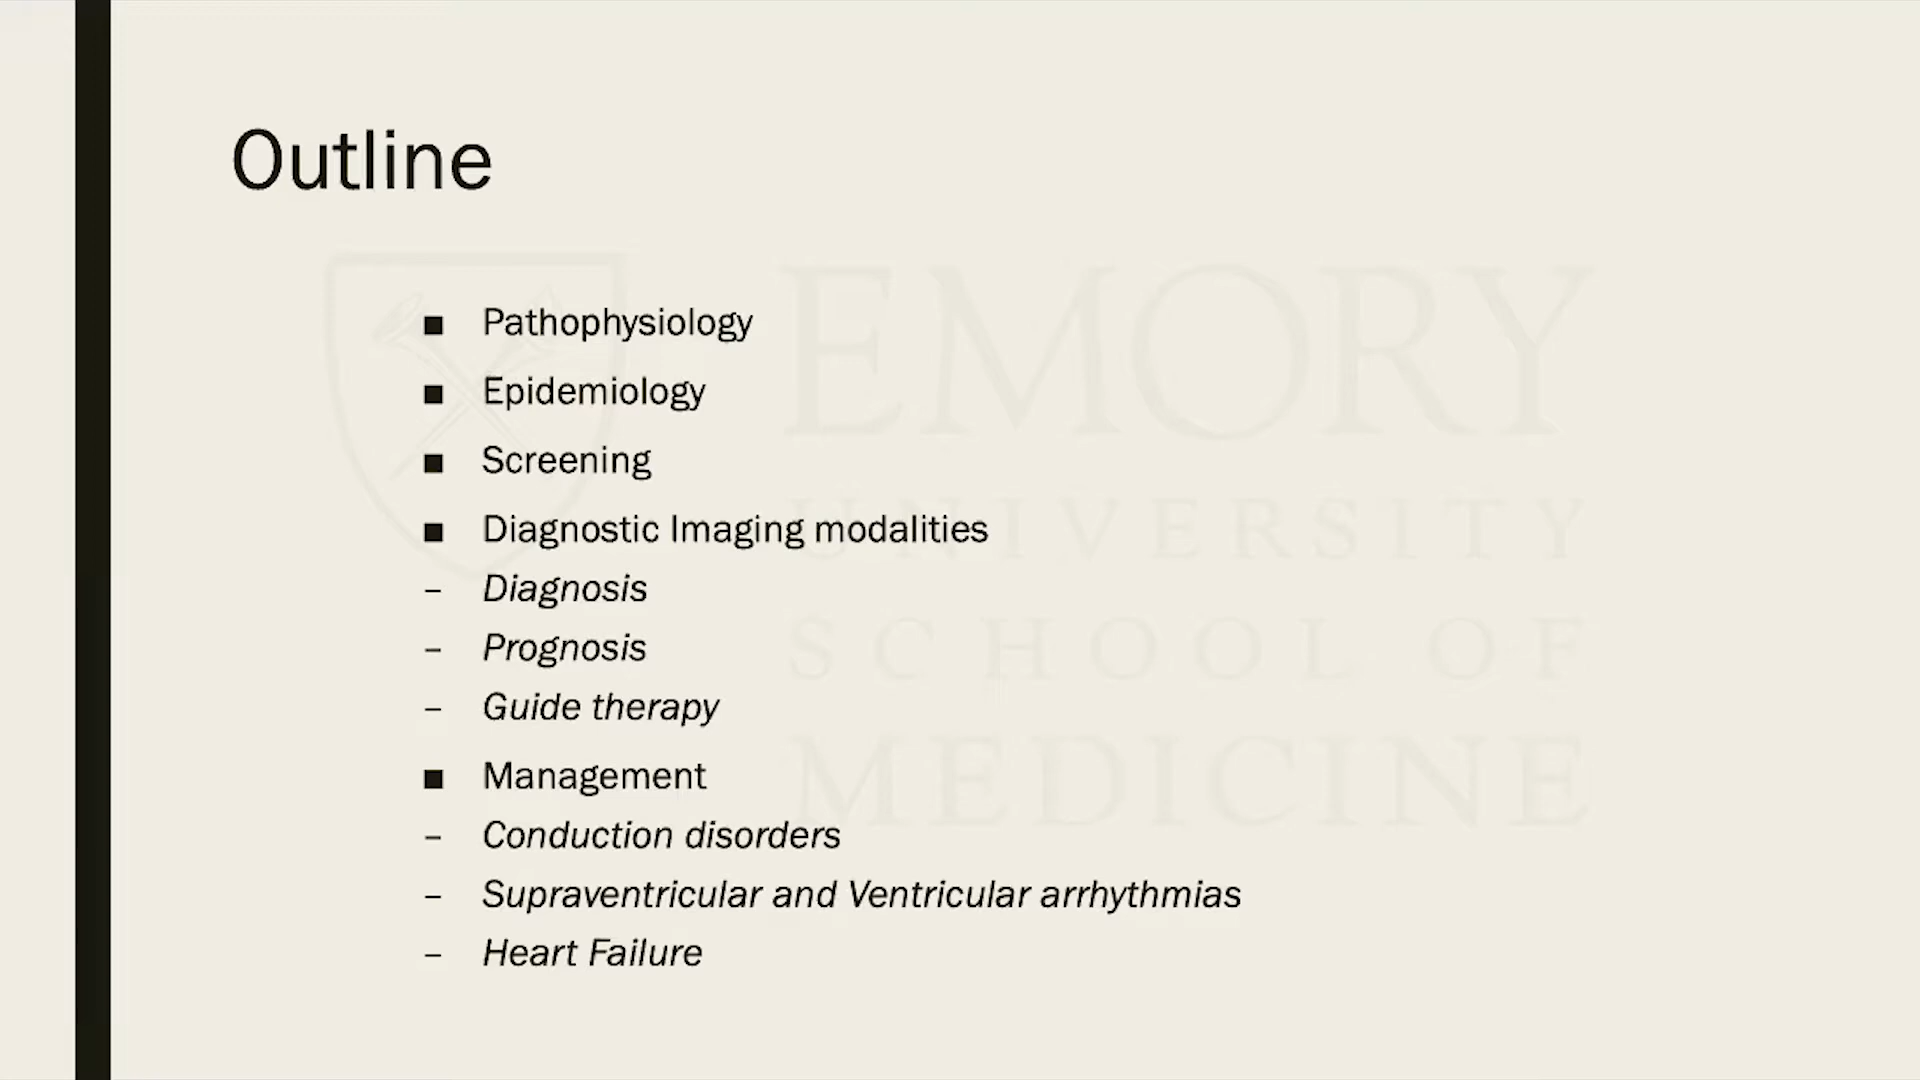 Outline
■ Pathophysiology
■ Epidemiology
■ Screening
■ Diagnostic Imaging modalities
– Diagnosis
– Prognosis
– Guide therapy
■ Management
– Conduction disorders
– Supraventricular and Ventricular arrhythmias
– Heart Failure
EMORY
UNIVERSITY
SCHOOL OF
MEDICINE